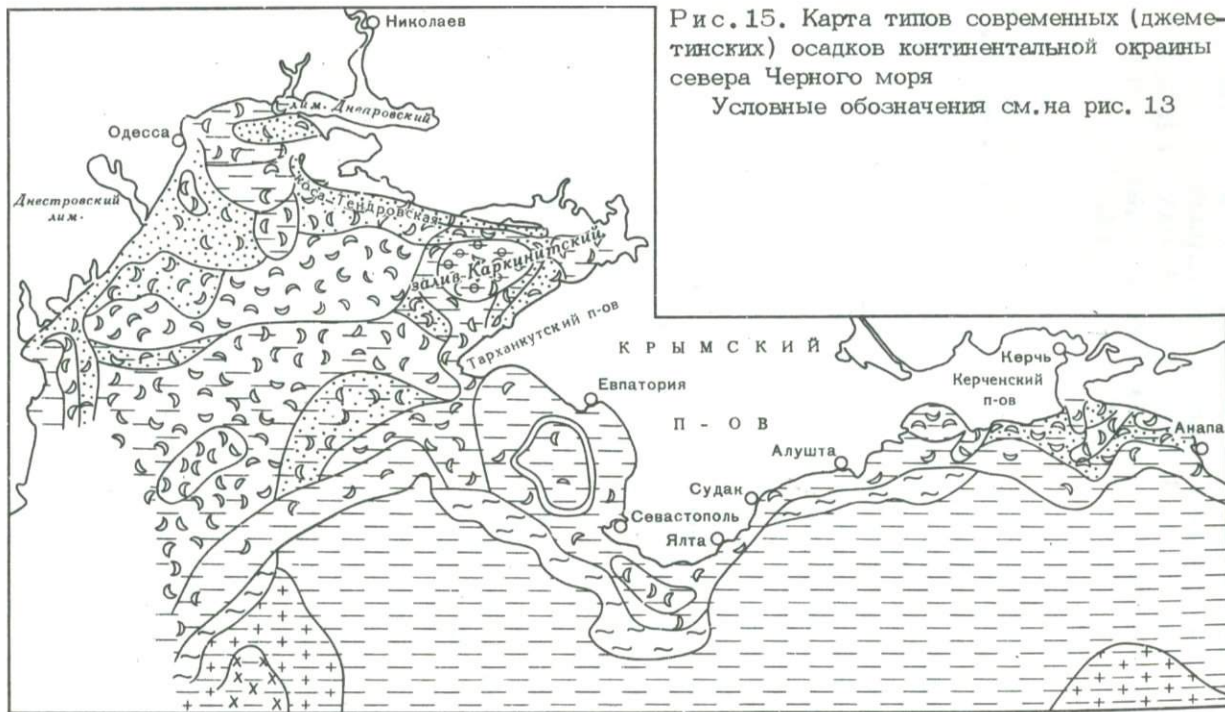 Рис.15. Карта типов современных (джеме-
тинских) осадков континентальной окраины
севера Черного моря
Условные обозначения см.на рис. 13
Николаев
лим. Днепровский
Одесса
Днестровский
лим.
коса Тендровская
залив Каркинитский
Тарханкутский п-ов
КРЫМСКИЙ
П-ОВ
Евпатория
Севастополь
Ялта
Судак
Алушта
Керчь
Керченский
п-ов
Анапа